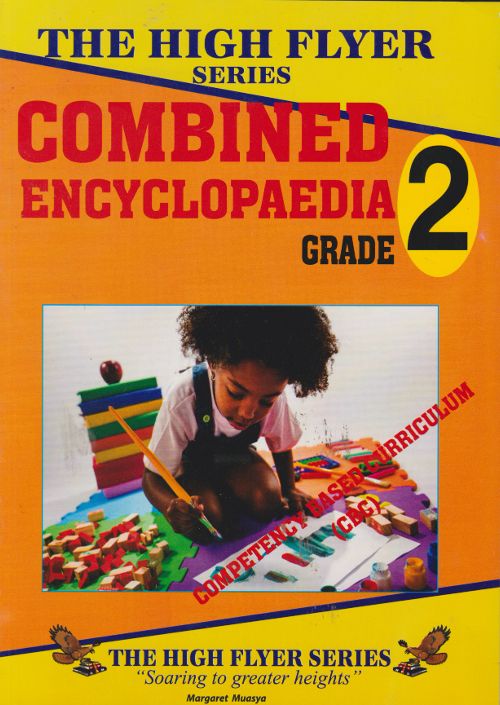 THE HIGH FLYER
SERIES
COMBINED
ENCYCLOPAEDIA
GRADE 2
COMPETENCY BASED CURRICULUM
(CBC)
THE HIGH FLYER SERIES
"Soaring to greater heights"
Margaret Muasya